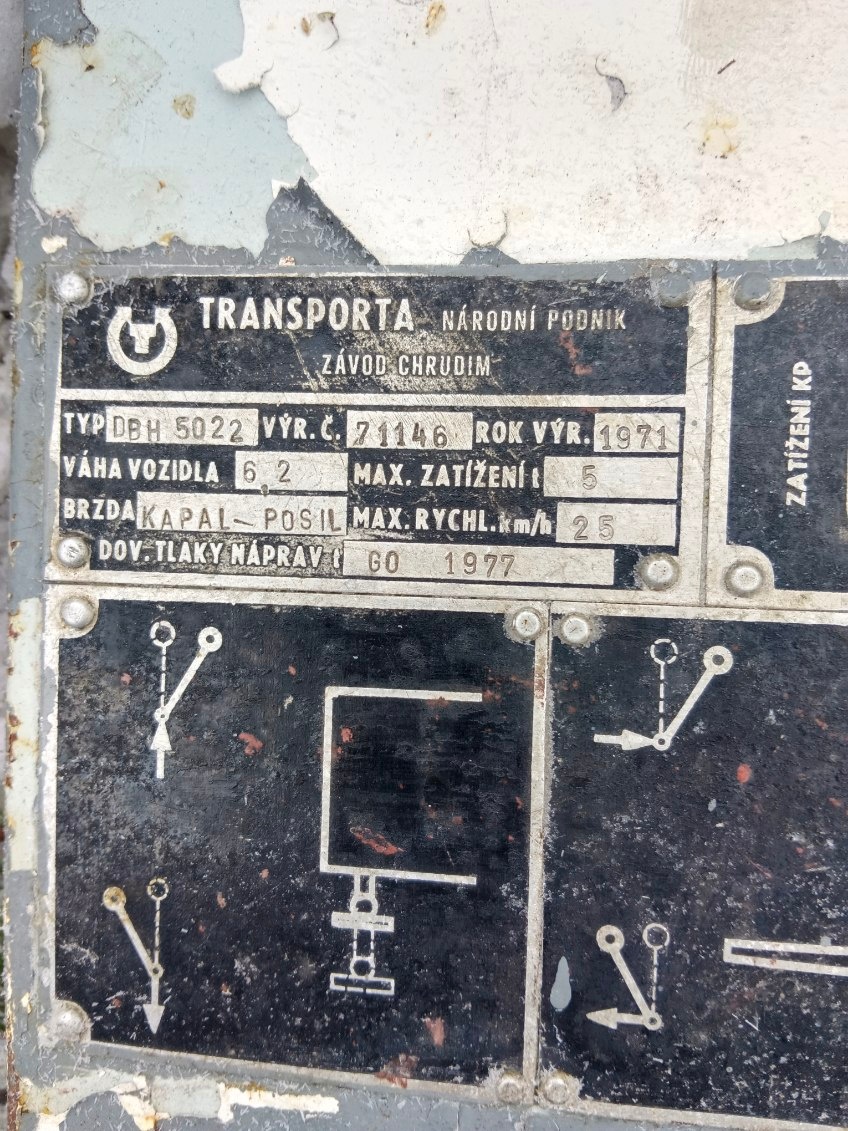 TRANSPORTA NÁRODNÍ PODNIK
ZÁVOD CHRUDIM
TYP DBH 5022 VÝR. Č. 71146 ROK VÝR. 1971
VÁHA VOZIDLA 6,2 MAX. ZATÍŽENÍ t 5
BRZDA KAPAL - POSIL MAX. RYCHL. km/h 25
DOV. TLAKY NÁPRAV t GO 1977
ZATÍŽENÍ KP